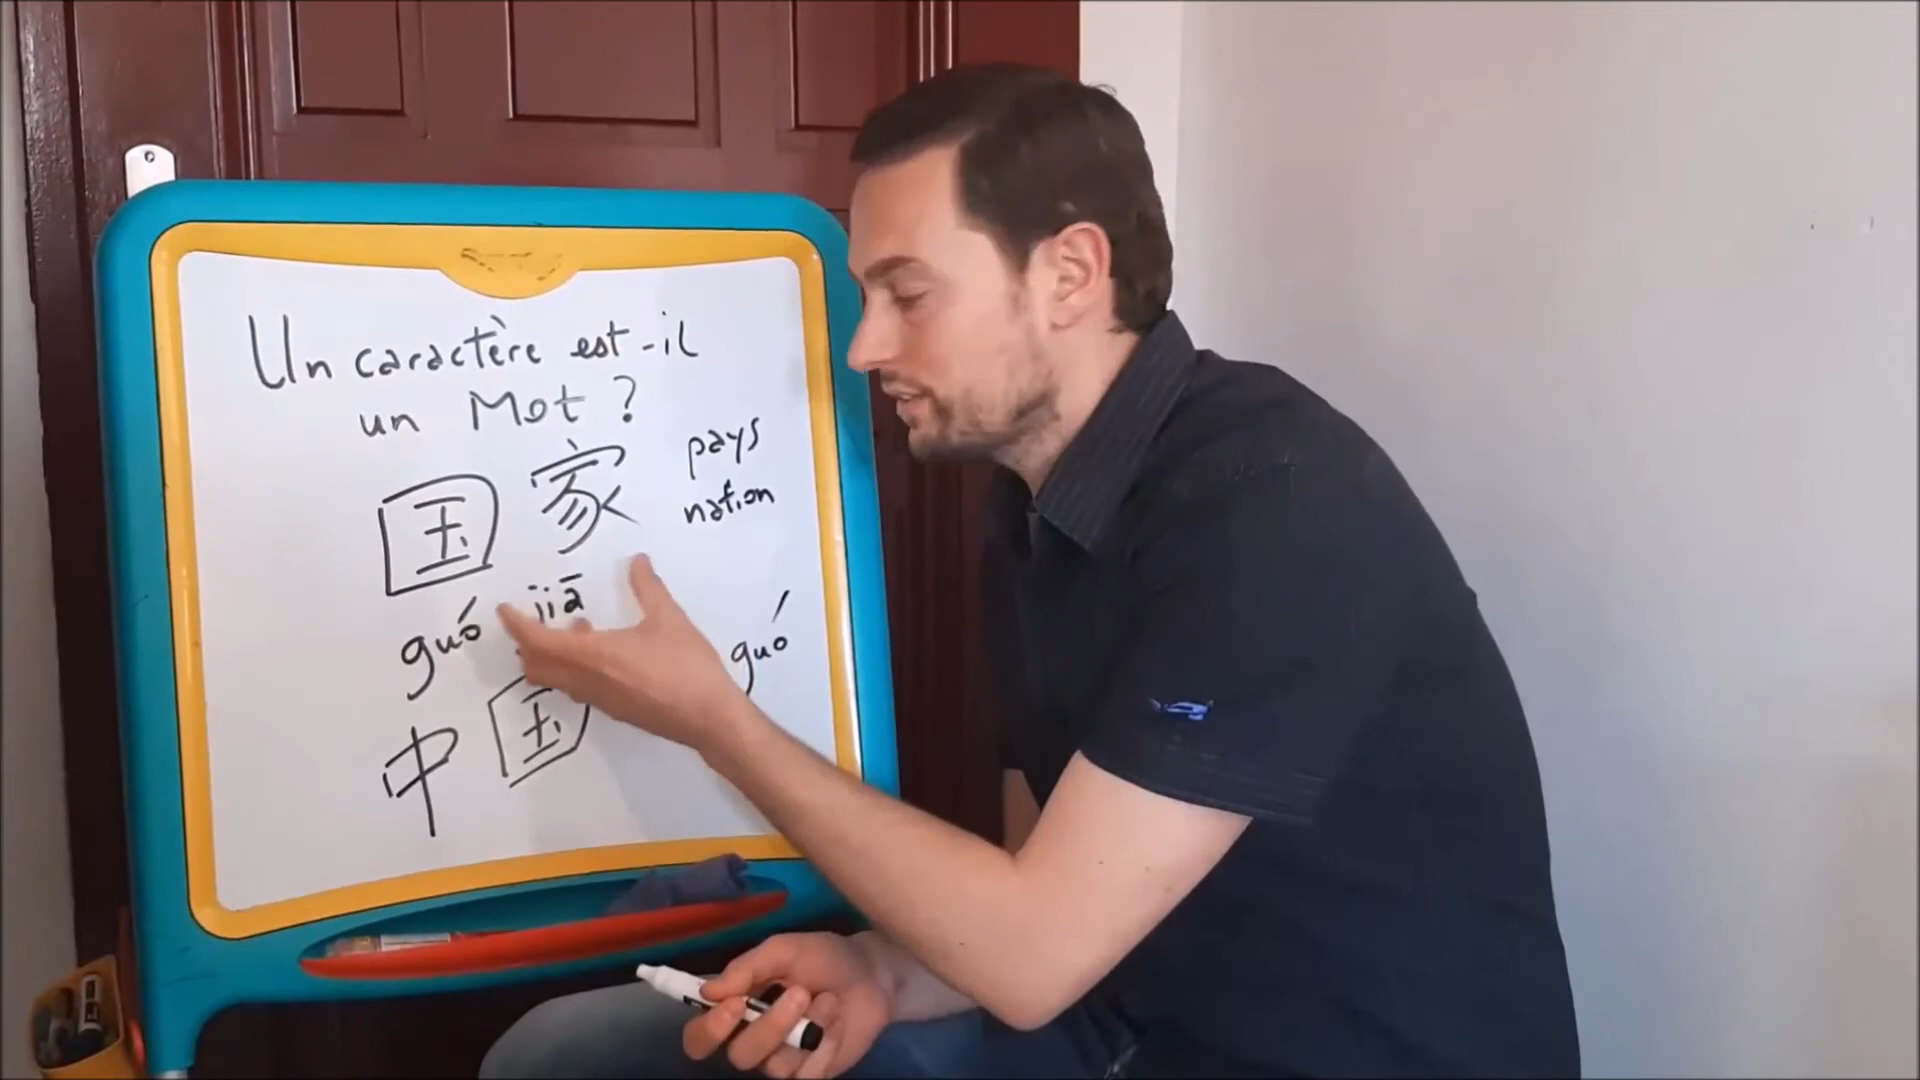 Un caractère est-il
un Mot ?
国家 pays
nation
guó jiā
guó
中国